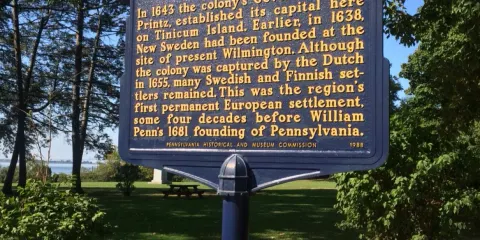 In 1643 the colony's Gov
Printz, established its capital here
on Tinicum Island. Earlier, in 1638,
New Sweden had been founded at the
site of present Wilmington. Although
the colony was captured by the Dutch
in 1655, many Swedish and Finnish set-
tlers remained. This was the region's
first permanent European settlement,
some four decades before William
Penn's 1681 founding of Pennsylvania.
PENNSYLVANIA HISTORICAL AND MUSEUM COMMISSION 1988